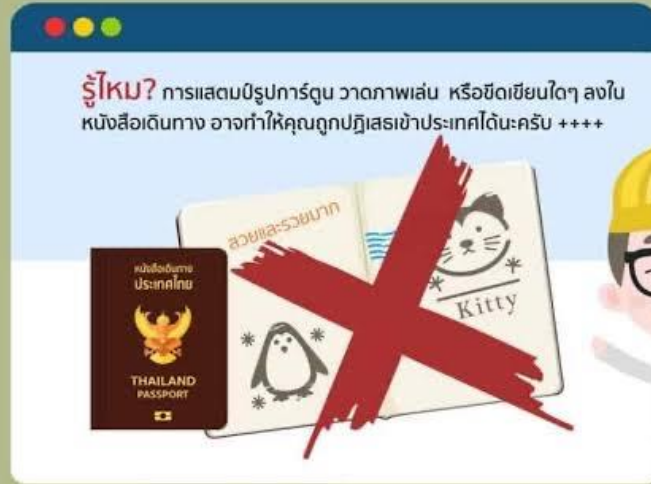 รู้ไหม? การแสตมป์รูปการ์ตูน วาดภาพเล่น หรือขีดเขียนใดๆ ลงใน
หนังสือเดินทาง อาจทำให้คุณถูกปฏิเสธเข้าประเทศได้นะครับ ++++
สวยและรวยมาก
Kitty
หนังสือเดินทาง
ประเทศไทย
THAILAND
PASSPORT